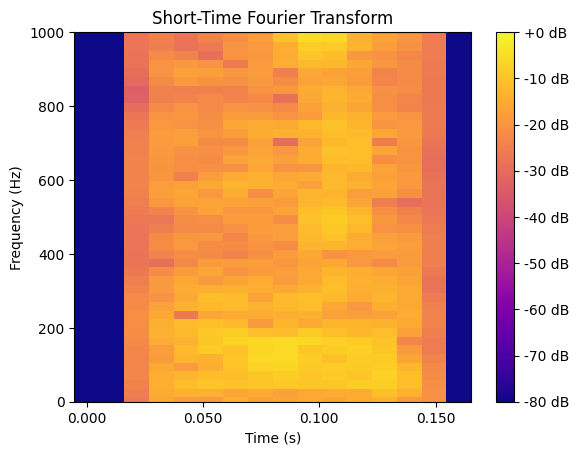 Short-Time Fourier Transform
Frequency (Hz)
1000
800
600
400
200
0
0.000 0.050 0.100 0.150
Time (s)
+0 dB
-10 dB
-20 dB
-30 dB
-40 dB
-50 dB
-60 dB
-70 dB
-80 dB